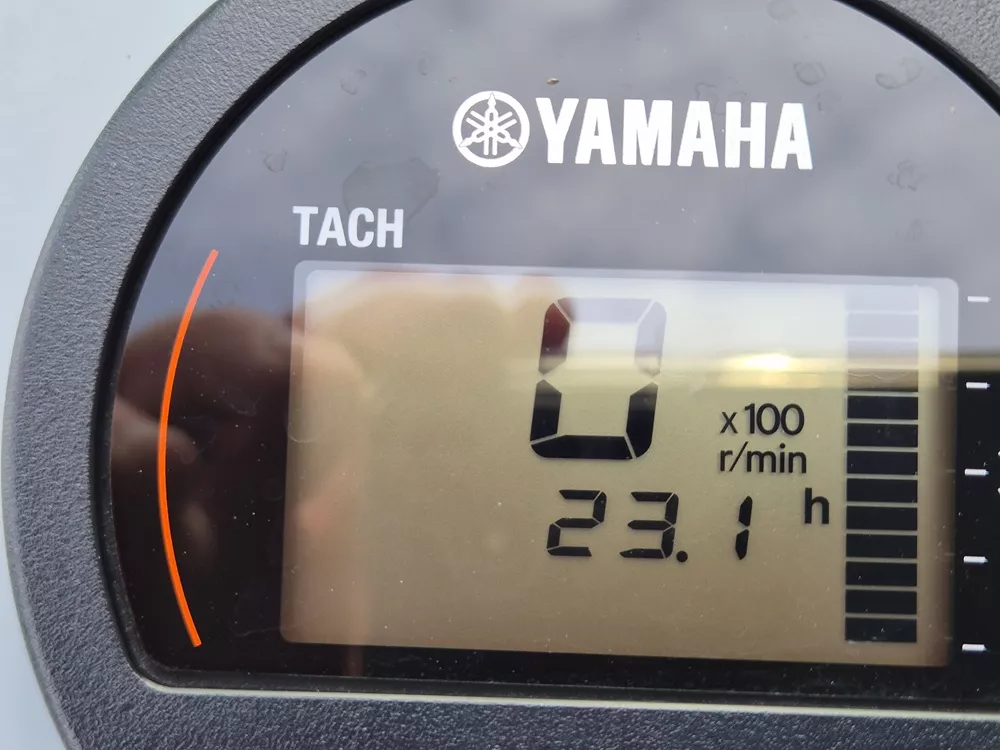 YAMAHA
TACH
0
x100
r/min
23.1 h